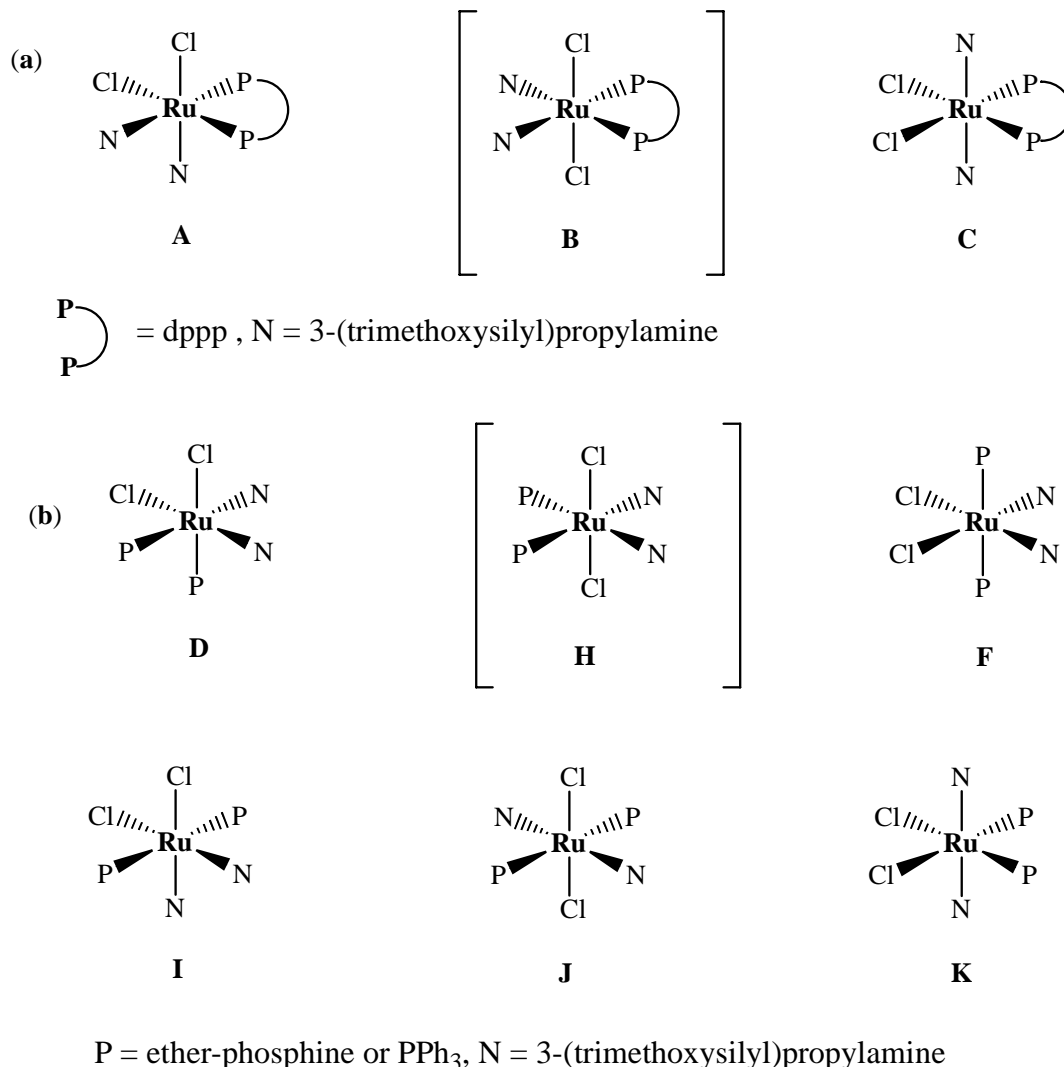 (a)
Cl Cl N
Cl P N P Cl P
Ru Ru Ru
N P N P Cl P
N Cl N
A B C
P
P = dppp , N = 3-(trimethoxysilyl)propylamine
(b)
Cl Cl P
Cl N P N Cl N
Ru Ru Ru
P N P N Cl N
P Cl P
D H F
Cl Cl N
Cl P N P Cl P
Ru Ru Ru
P N P N Cl P
N Cl N
I J K
P = ether-phosphine or PPh3, N = 3-(trimethoxysilyl)propylamine